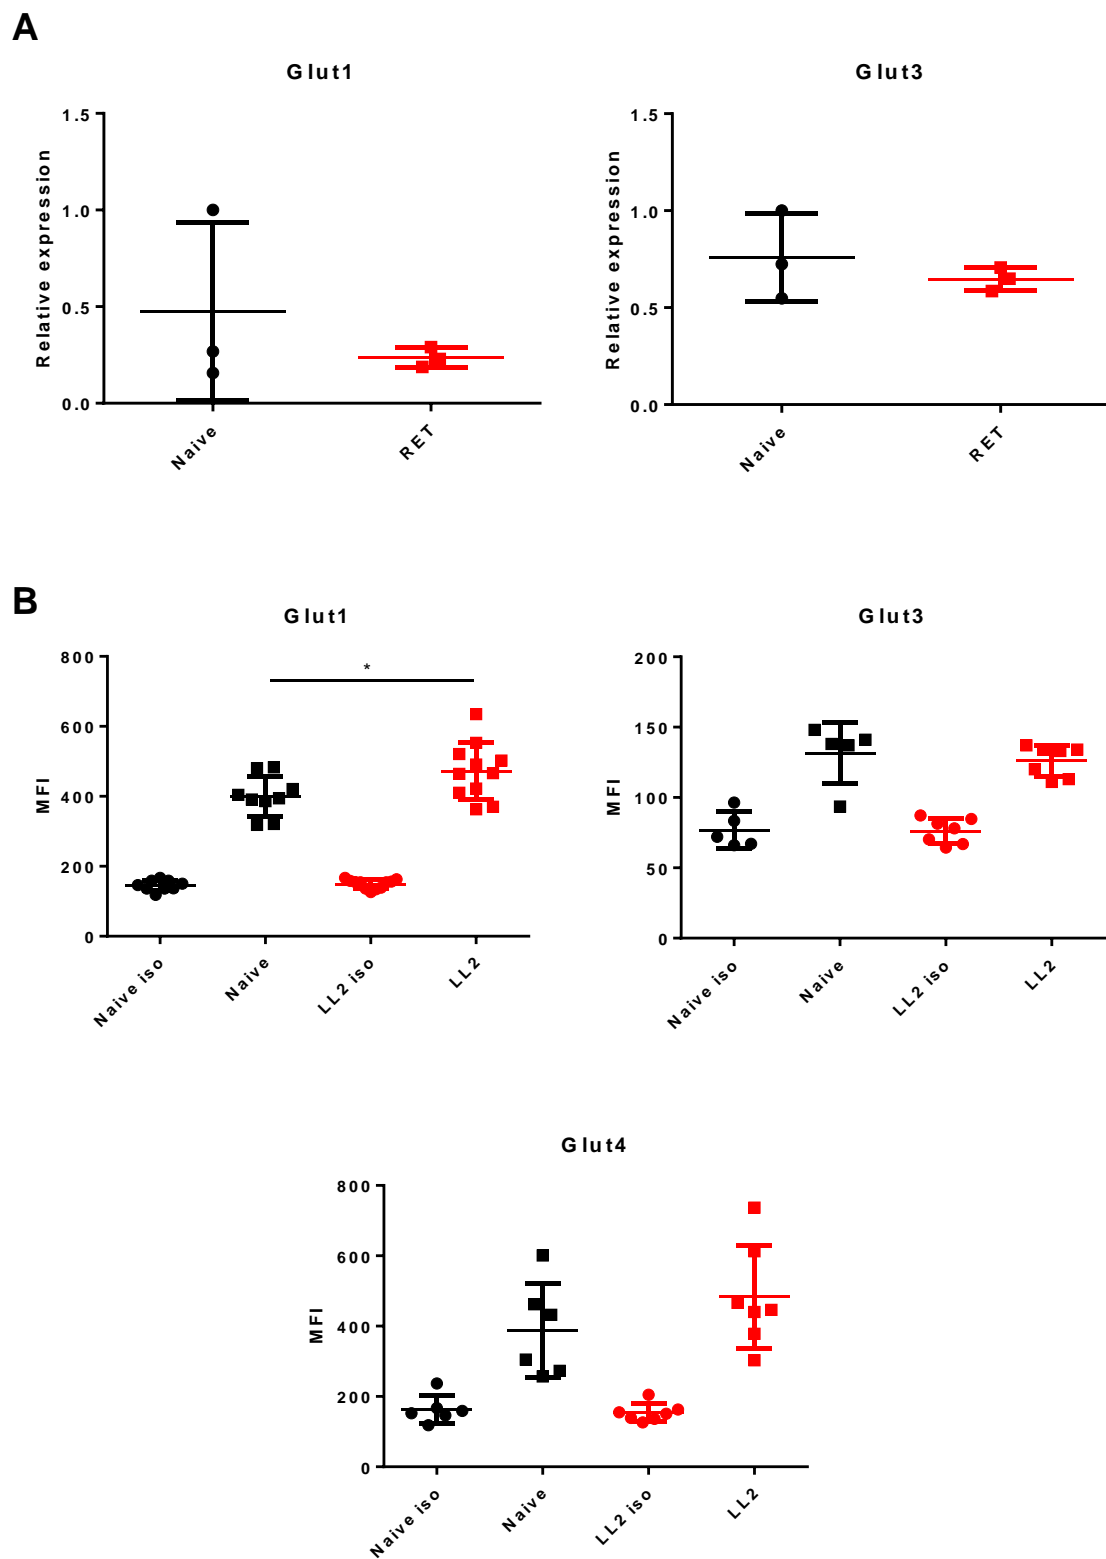 A
Glut1
Glut3
Relative expression
1.5
1.0
0.5
0.0
Naive
RET
Relative expression
1.5
1.0
0.5
0.0
Naive
RET
B
Glut1
Glut3
MFI
800
600
400
200
0
*
Naive iso
Naive
LL2 iso
LL2
MFI
200
150
100
50
0
Naive iso
Naive
LL2 iso
LL2
Glut4
MFI
800
600
400
200
0
Naive iso
Naive
LL2 iso
LL2